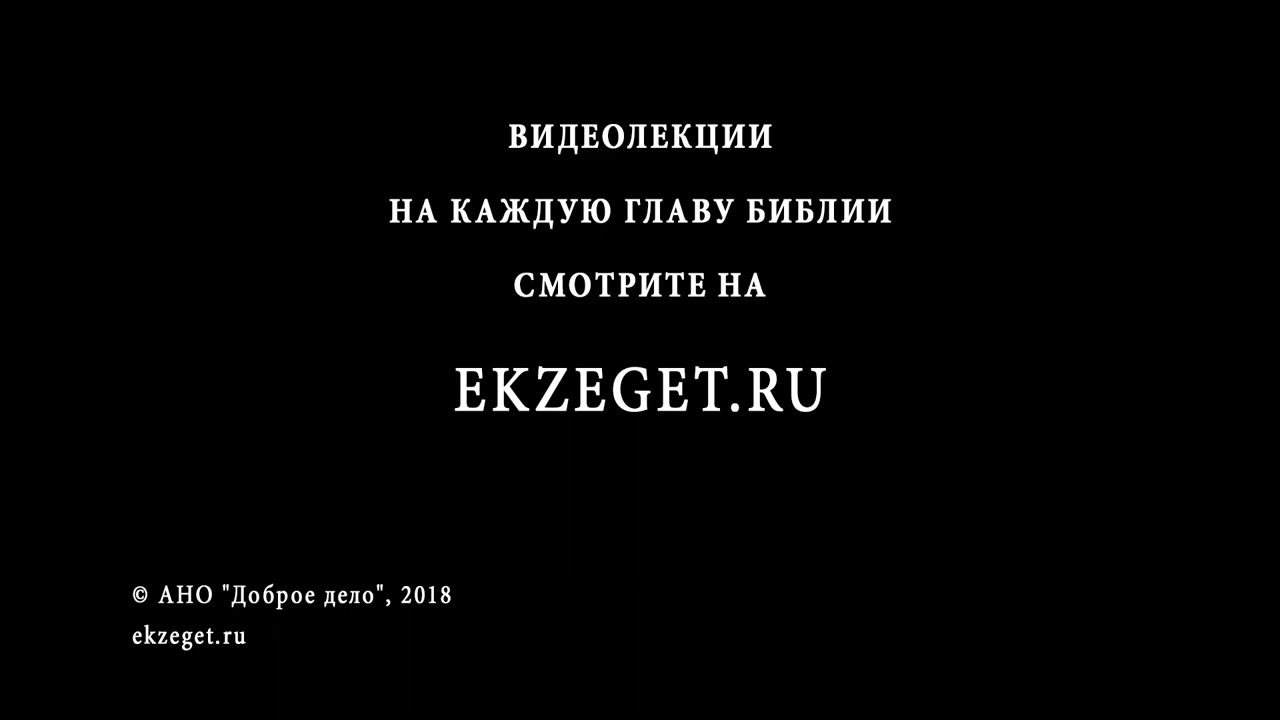 ВИДЕОЛЕКЦИИ
НА КАЖДУЮ ГЛАВУ БИБЛИИ
СМОТРИТЕ НА
EKZEGET.RU
© АНО "Доброе дело", 2018
ekzeget.ru